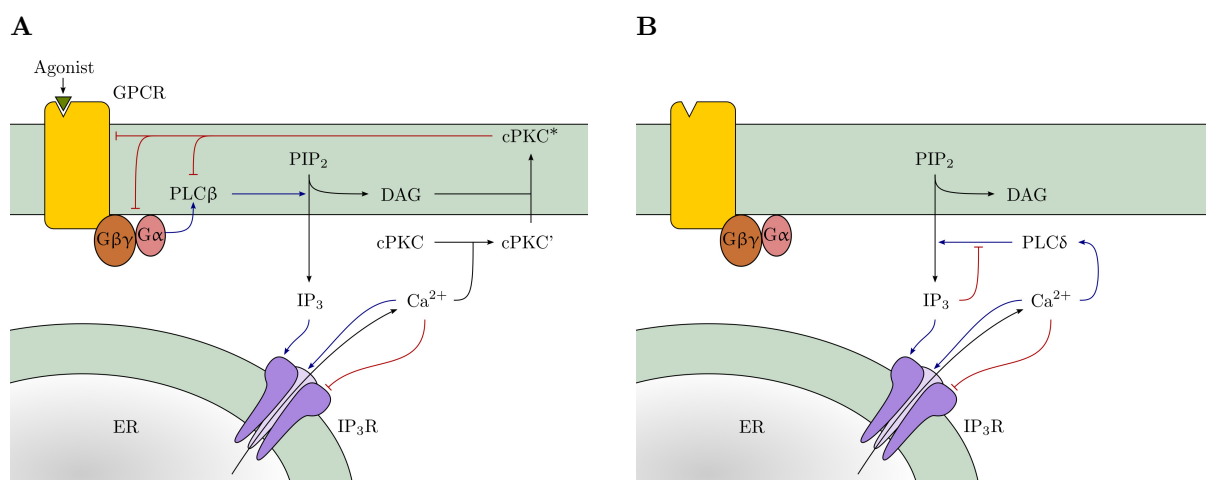 A
Agonist
GPCR
cPKC*
PIP₂
PLCβ
DAG
Gβγ
Gα
cPKC
cPKC’
IP₃
Ca²⁺
ER
IP₃R
B
PIP₂
DAG
Gβγ
Gα
PLCδ
IP₃
Ca²⁺
ER
IP₃R